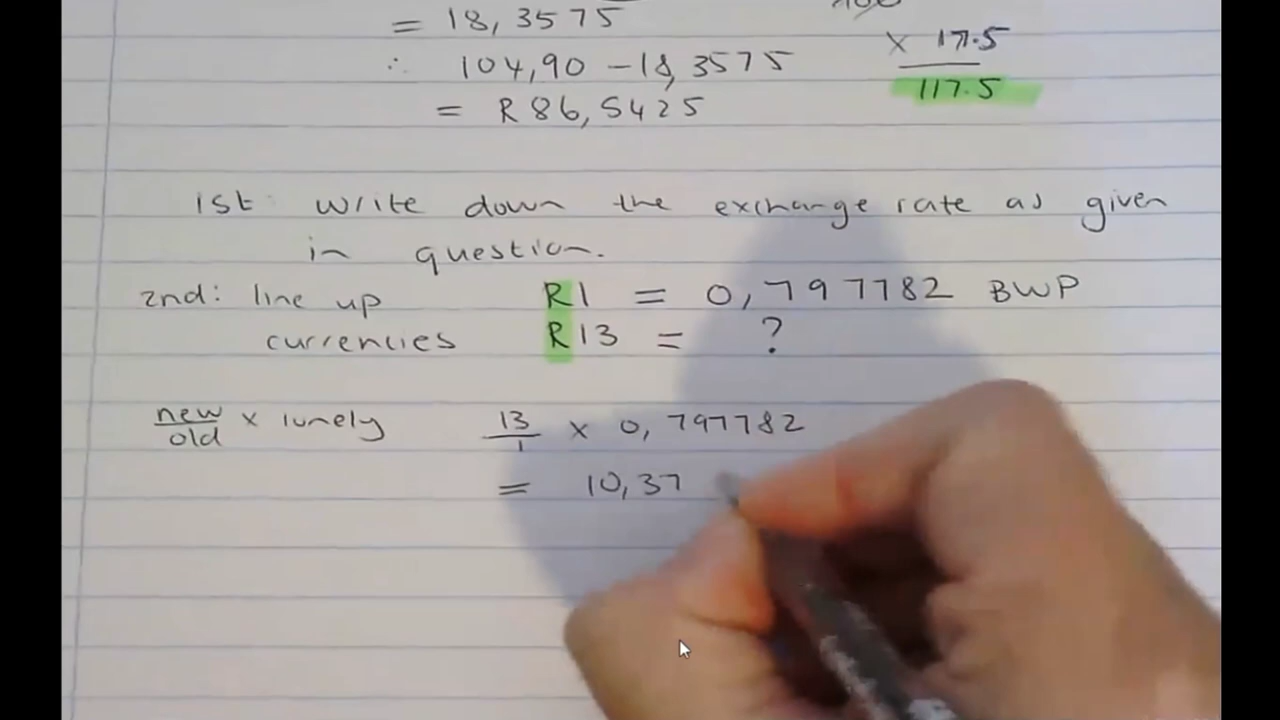 = 18,3575
× 17.5
∴ 104,90 - 18,3575
117.5
= R86,5425
1st: write down the exchange rate as given
in question.
2nd: line up R1 = 0,797782 BWP
currencies R13 = ?
new/old × lonely 13/1 × 0,797782
= 10,37